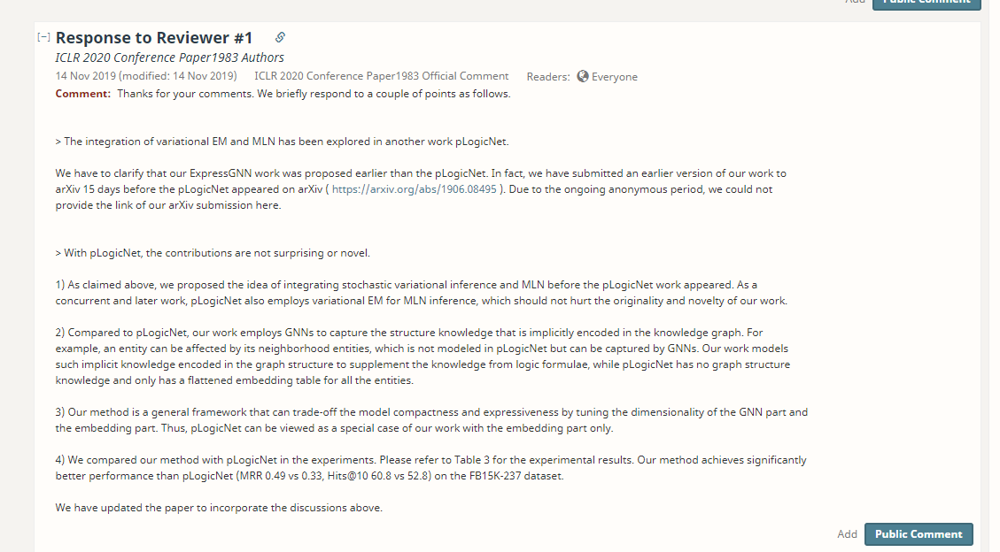 Add Public Comment
[−] Response to Reviewer #1
ICLR 2020 Conference Paper1983 Authors
14 Nov 2019 (modified: 14 Nov 2019) ICLR 2020 Conference Paper1983 Official Comment Readers: Everyone
Comment: Thanks for your comments. We briefly respond to a couple of points as follows.
> The integration of variational EM and MLN has been explored in another work pLogicNet.
We have to clarify that our ExpressGNN work was proposed earlier than the pLogicNet. In fact, we have submitted an earlier version of our work to
arXiv 15 days before the pLogicNet appeared on arXiv ( https://arxiv.org/abs/1906.08495 ). Due to the ongoing anonymous period, we could not
provide the link of our arXiv submission here.
> With pLogicNet, the contributions are not surprising or novel.
1) As claimed above, we proposed the idea of integrating stochastic variational inference and MLN before the pLogicNet work appeared. As a
concurrent and later work, pLogicNet also employs variational EM for MLN inference, which should not hurt the originality and novelty of our work.
2) Compared to pLogicNet, our work employs GNNs to capture the structure knowledge that is implicitly encoded in the knowledge graph. For
example, an entity can be affected by its neighborhood entities, which is not modeled in pLogicNet but can be captured by GNNs. Our work models
such implicit knowledge encoded in the graph structure to supplement the knowledge from logic formulae, while pLogicNet has no graph structure
knowledge and only has a flattened embedding table for all the entities.
3) Our method is a general framework that can trade-off the model compactness and expressiveness by tuning the dimensionality of the GNN part and
the embedding part. Thus, pLogicNet can be viewed as a special case of our work with the embedding part only.
4) We compared our method with pLogicNet in the experiments. Please refer to Table 3 for the experimental results. Our method achieves significantly
better performance than pLogicNet (MRR 0.49 vs 0.33, Hits@10 60.8 vs 52.8) on the FB15K-237 dataset.
We have updated the paper to incorporate the discussions above.
Add Public Comment